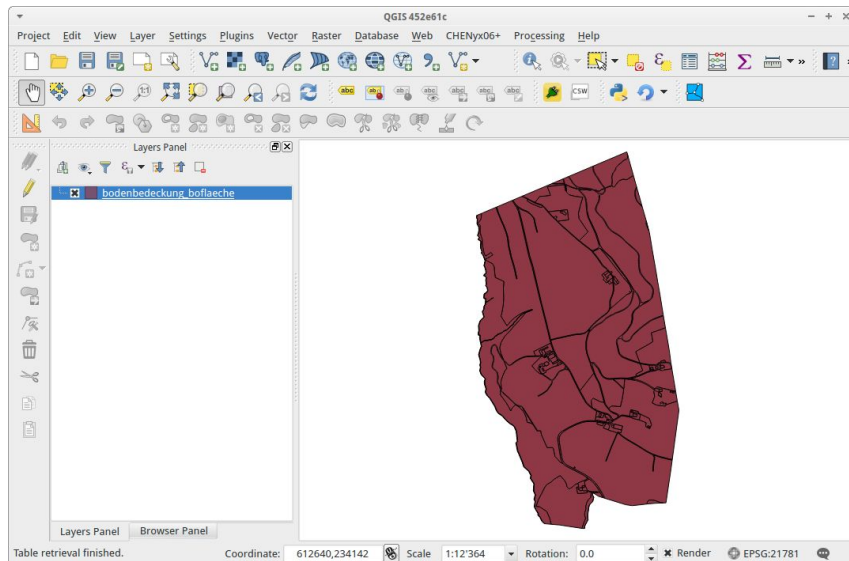 QGIS 452e61c
Project Edit View Layer Settings Plugins Vector Raster Database Web CHENyx06+ Processing Help
Layers Panel
bodenbedeckung_boflaeche
Layers Panel Browser Panel
Table retrieval finished. Coordinate: 612640,234142 Scale 1:12'364 Rotation: 0.0 Render EPSG:21781